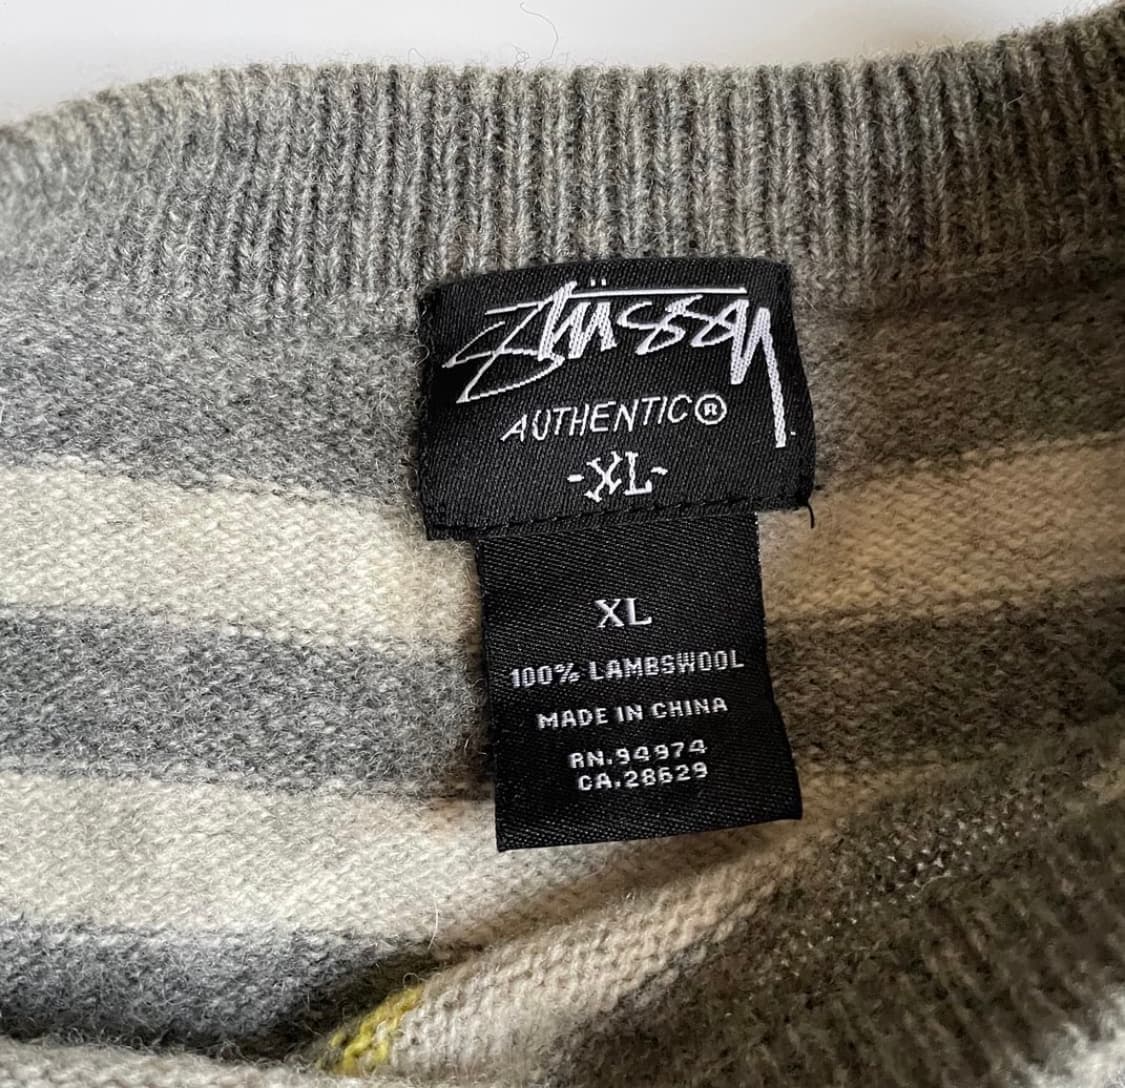 Stüssy
AUTHENTIC®
-XL-
XL
100% LAMBSWOOL
MADE IN CHINA
RN.94974
CA.28629